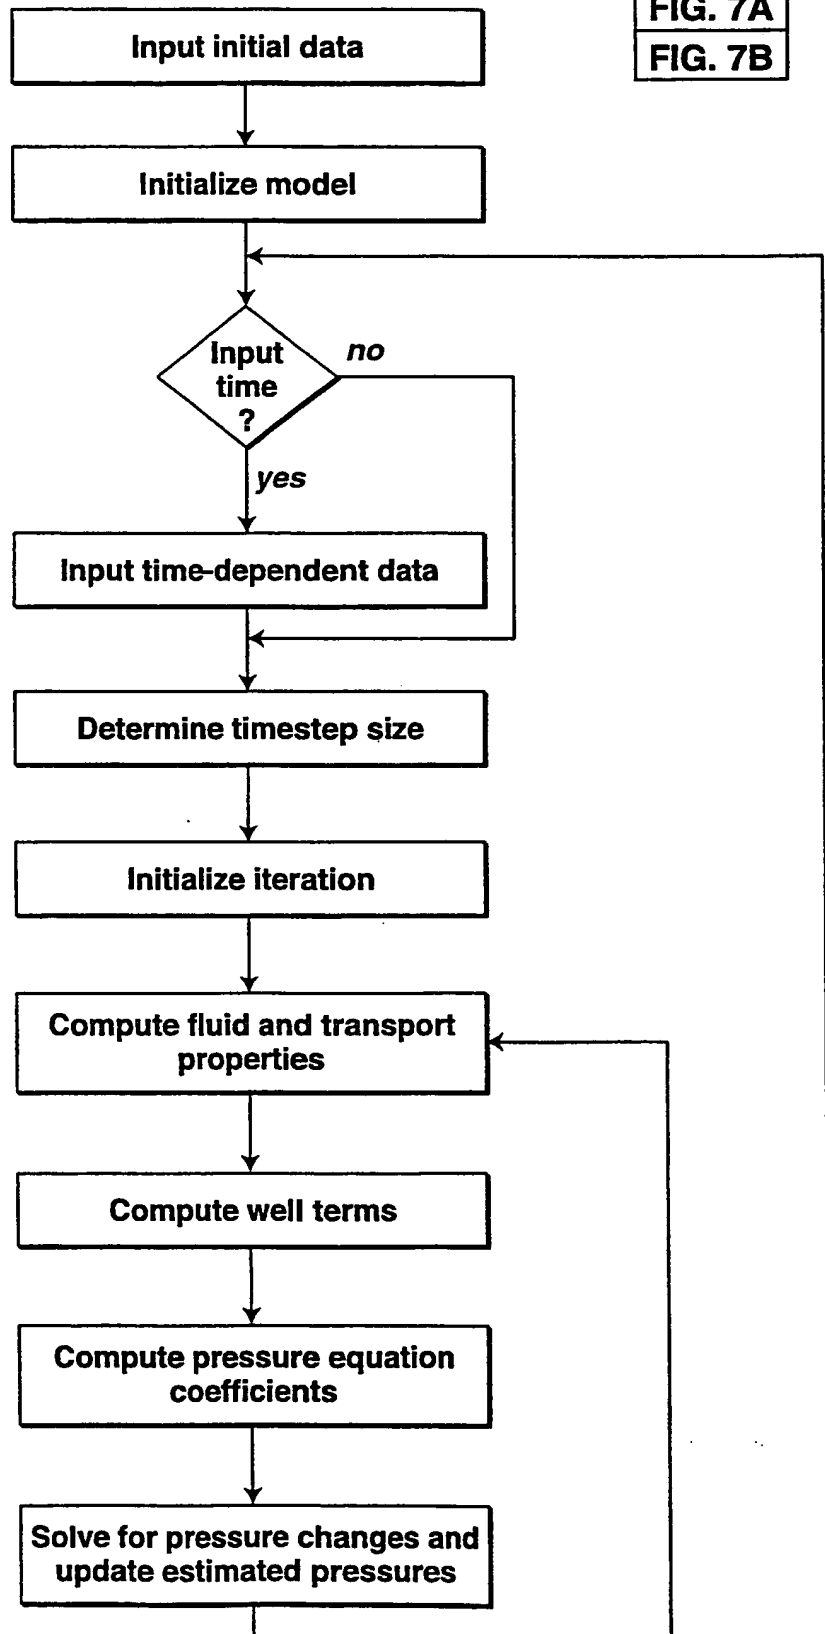 FIG. 7A
FIG. 7B
Input initial data
Initialize model
Input
time
?
no
yes
Input time-dependent data
Determine timestep size
Initialize iteration
Compute fluid and transport
properties
Compute well terms
Compute pressure equation
coefficients
Solve for pressure changes and
update estimated pressures